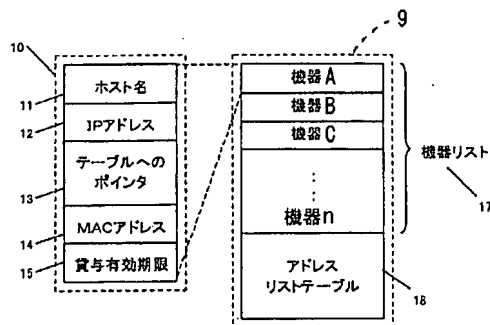 10
11
12
13
14
15
ホスト名
IPアドレス
テーブルへの
ポインタ
MACアドレス
貸与有効期限
9
機器A
機器B
機器C
機器n
アドレス
リストテーブル
機器リスト
17
18